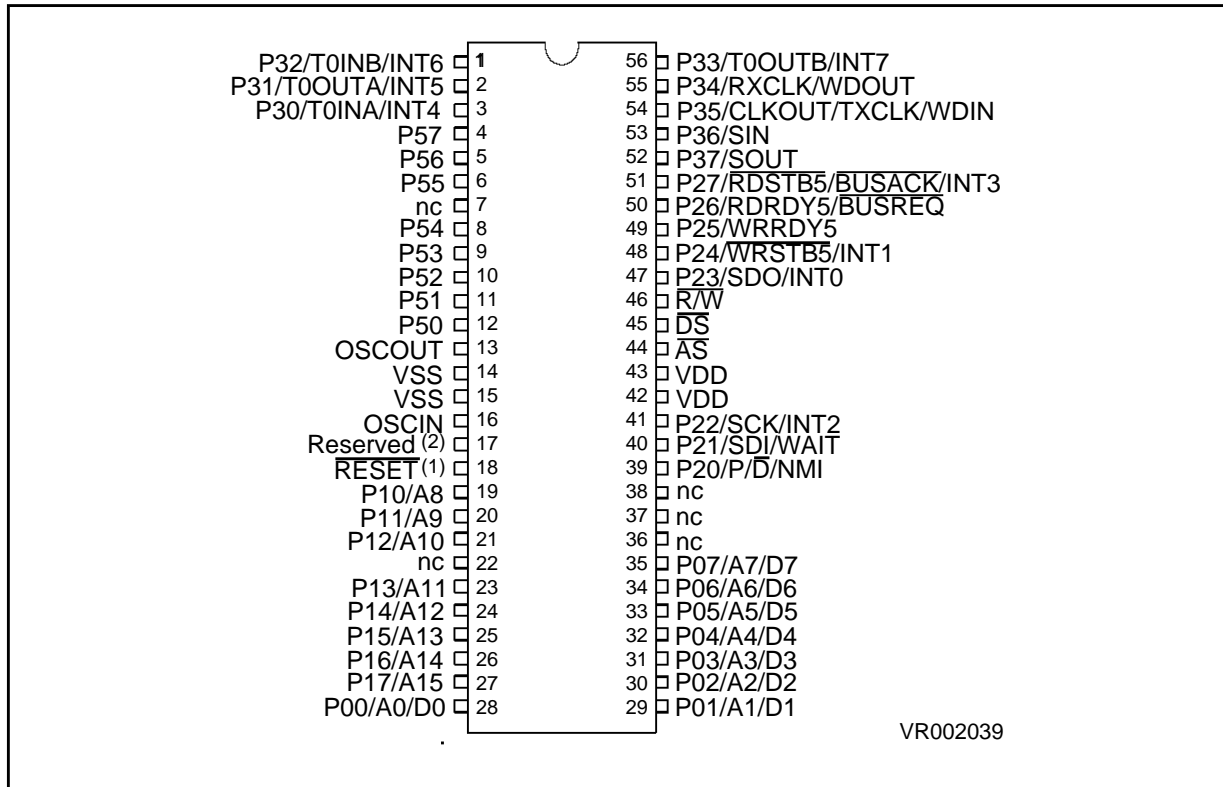 P32/T0INB/INT6 1 56 P33/T0OUTB/INT7
P31/T0OUTA/INT5 2 55 P34/RXCLK/WDOUT
P30/T0INA/INT4 3 54 P35/CLKOUT/TXCLK/WDIN
P57 4 53 P36/SIN
P56 5 52 P37/SOUT
P55 6 51 P27/RDSTB5/BUSACK/INT3
nc 7 50 P26/RDRDY5/BUSREQ
P54 8 49 P25/WRRDY5
P53 9 48 P24/WRSTB5/INT1
P52 10 47 P23/SDO/INT0
P51 11 46 R/W
P50 12 45 DS
OSCOUT 13 44 AS
VSS 14 43 VDD
VSS 15 42 VDD
OSCIN 16 41 P22/SCK/INT2
Reserved (2) 17 40 P21/SDI/WAIT
RESET (1) 18 39 P20/P/D/NMI
P10/A8 19 38 nc
P11/A9 20 37 nc
P12/A10 21 36 nc
nc 22 35 P07/A7/D7
P13/A11 23 34 P06/A6/D6
P14/A12 24 33 P05/A5/D5
P15/A13 25 32 P04/A4/D4
P16/A14 26 31 P03/A3/D3
P17/A15 27 30 P02/A2/D2
P00/A0/D0 28 29 P01/A1/D1
VR002039